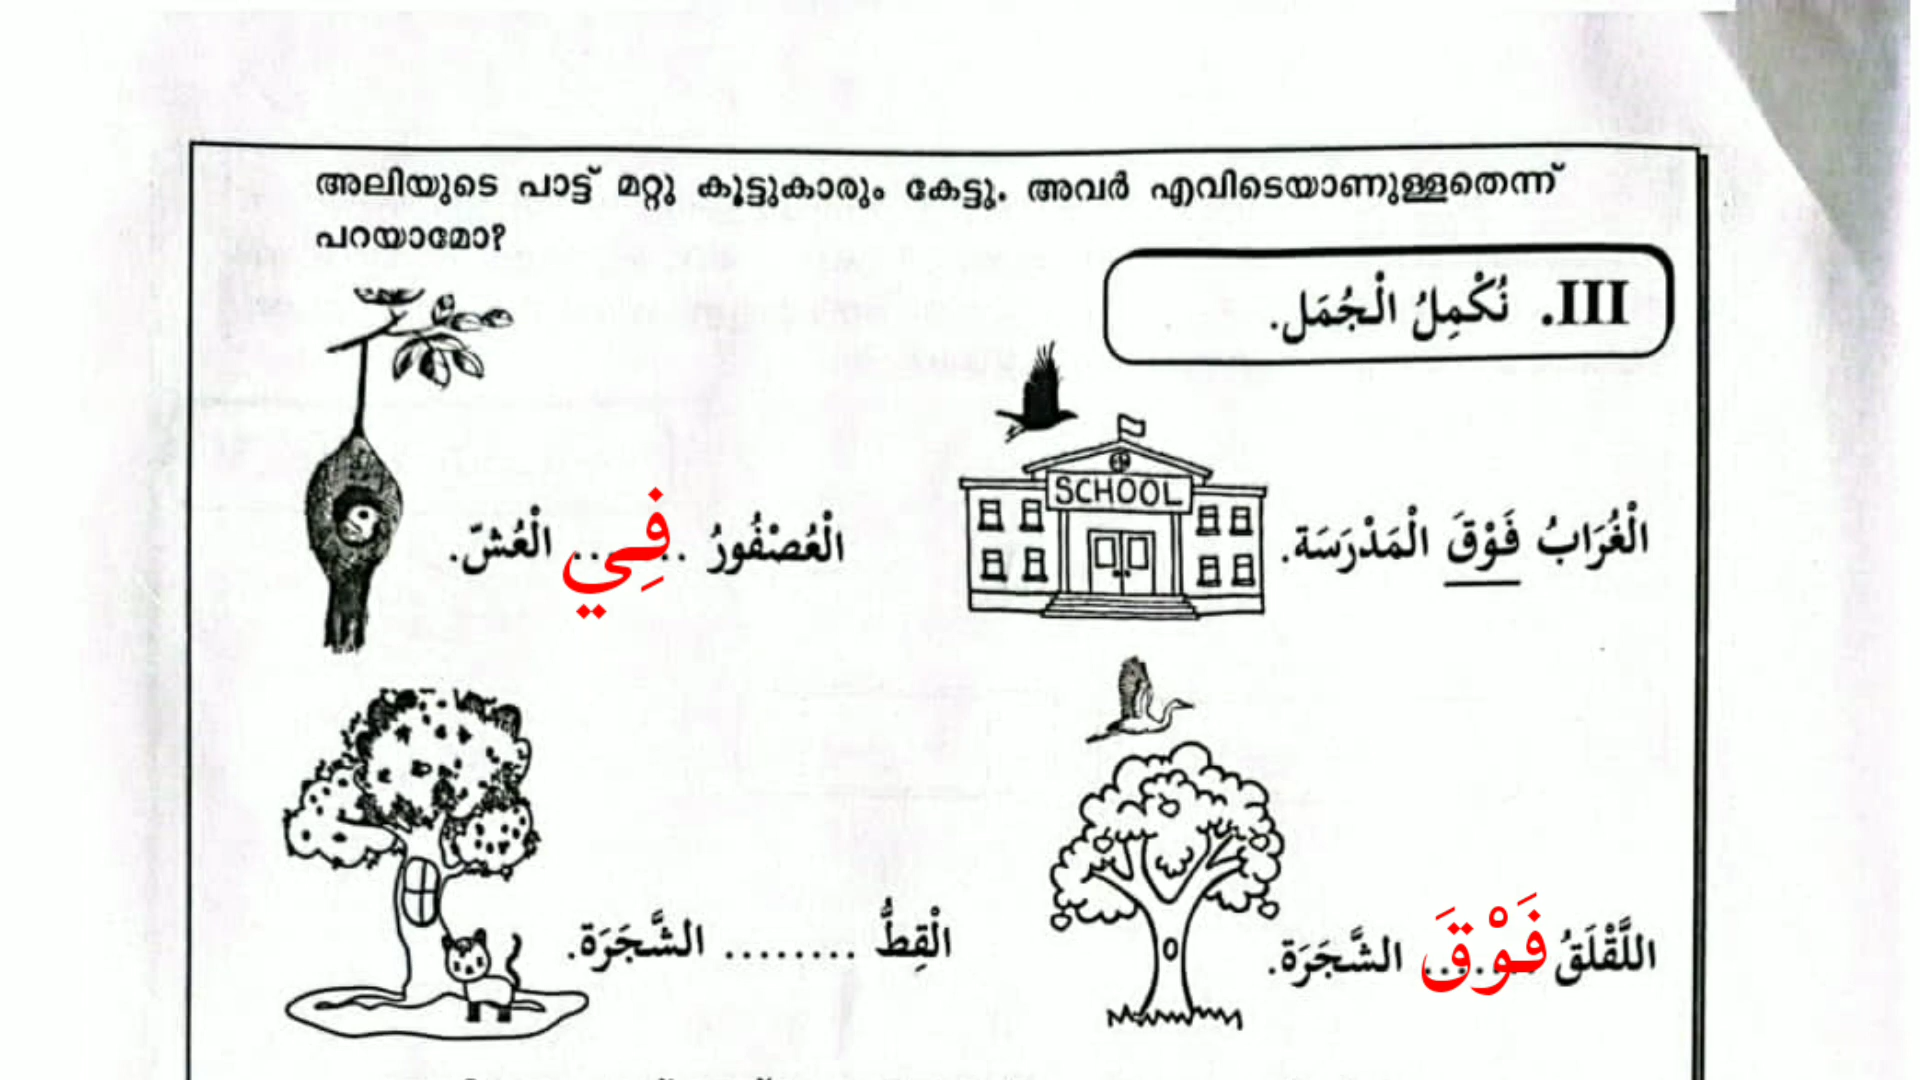 അലിയുടെ പാട്ട് മറ്റു കൂട്ടുകാരും കേട്ടു. അവർ എവിടെയാണുള്ളതെന്ന്
പറയാമോ?
III. نُكْمِلُ الْجُمَل.
SCHOOL
الْغُرَابُ فَوْقَ الْمَدْرَسَة.
الْعُصْفُورُ فِي الْعُشّ.
اللَّقْلَقُ فَوْقَ الشَّجَرَة.
الْقِطُّ ........ الشَّجَرَة.